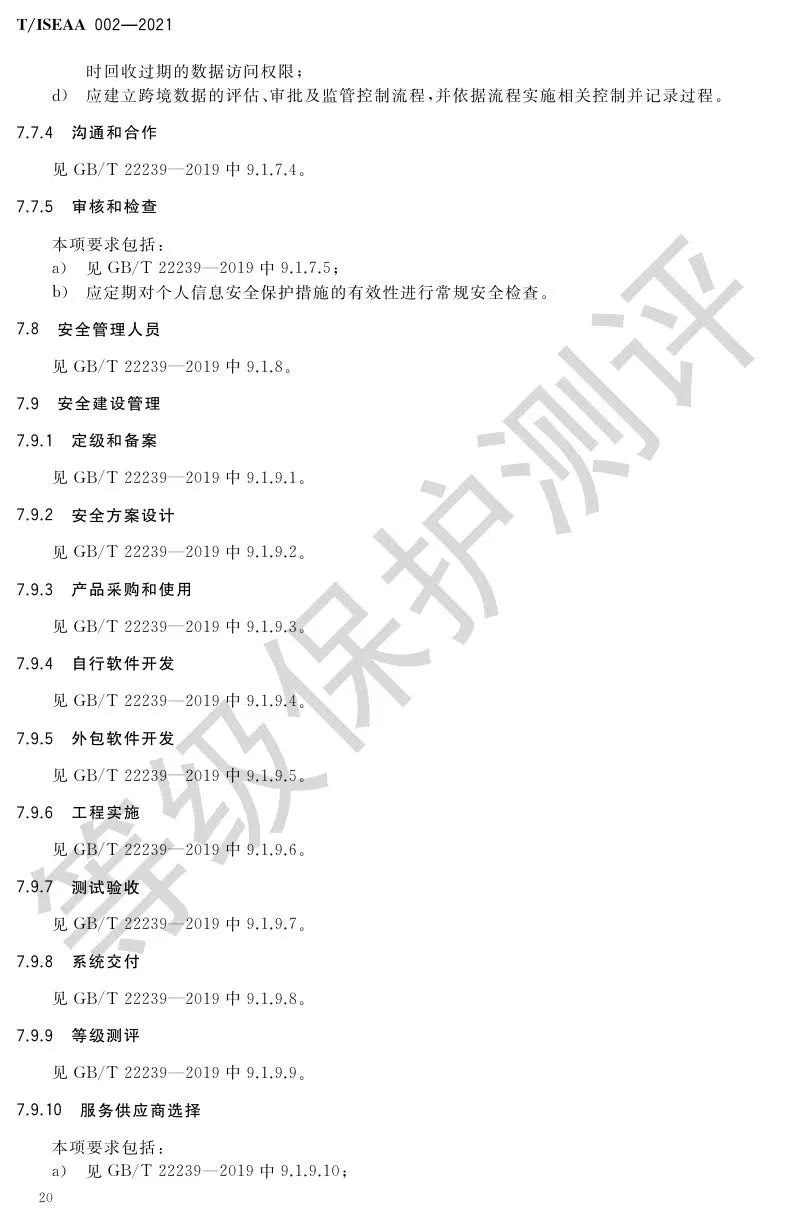 T/ISEAA 002—2021
时回收过期的数据访问权限；
d） 应建立跨境数据的评估、审批及监管控制流程，并依据流程实施相关控制并记录过程。
7.7.4 沟通和合作
见 GB/T 22239—2019 中 9.1.7.4。
7.7.5 审核和检查
本项要求包括：
a） 见 GB/T 22239—2019 中 9.1.7.5；
b） 应定期对个人信息安全保护措施的有效性进行常规安全检查。
7.8 安全管理人员
见 GB/T 22239—2019 中 9.1.8。
7.9 安全建设管理
7.9.1 定级和备案
见 GB/T 22239—2019 中 9.1.9.1。
7.9.2 安全方案设计
见 GB/T 22239—2019 中 9.1.9.2。
7.9.3 产品采购和使用
见 GB/T 22239—2019 中 9.1.9.3。
7.9.4 自行软件开发
见 GB/T 22239—2019 中 9.1.9.4。
7.9.5 外包软件开发
见 GB/T 22239—2019 中 9.1.9.5。
7.9.6 工程实施
见 GB/T 22239—2019 中 9.1.9.6。
7.9.7 测试验收
见 GB/T 22239—2019 中 9.1.9.7。
7.9.8 系统交付
见 GB/T 22239—2019 中 9.1.9.8。
7.9.9 等级测评
见 GB/T 22239—2019 中 9.1.9.9。
7.9.10 服务供应商选择
本项要求包括：
a） 见 GB/T 22239—2019 中 9.1.9.10；
20
等级保护测评